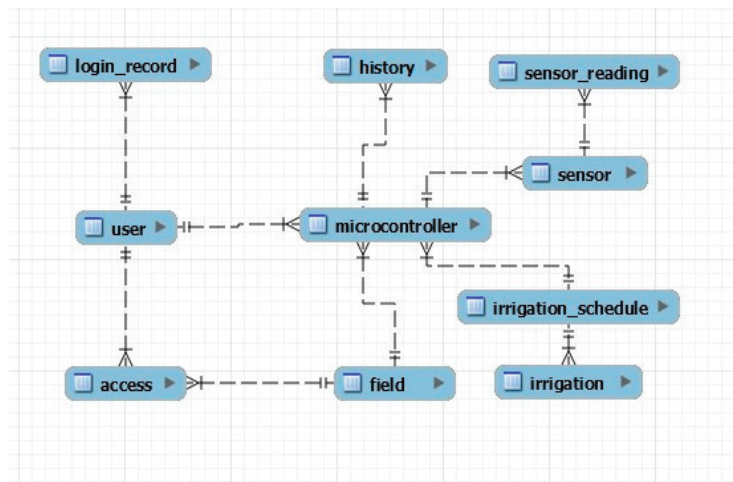 login_record
history
sensor_reading
sensor
user
microcontroller
irrigation_schedule
access
field
irrigation